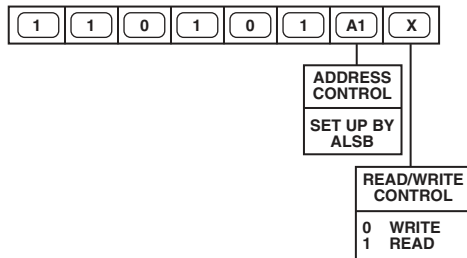 1 1 0 1 0 1 A1 X
ADDRESS
CONTROL
SET UP BY
ALSB
READ/WRITE
CONTROL
0 WRITE
1 READ